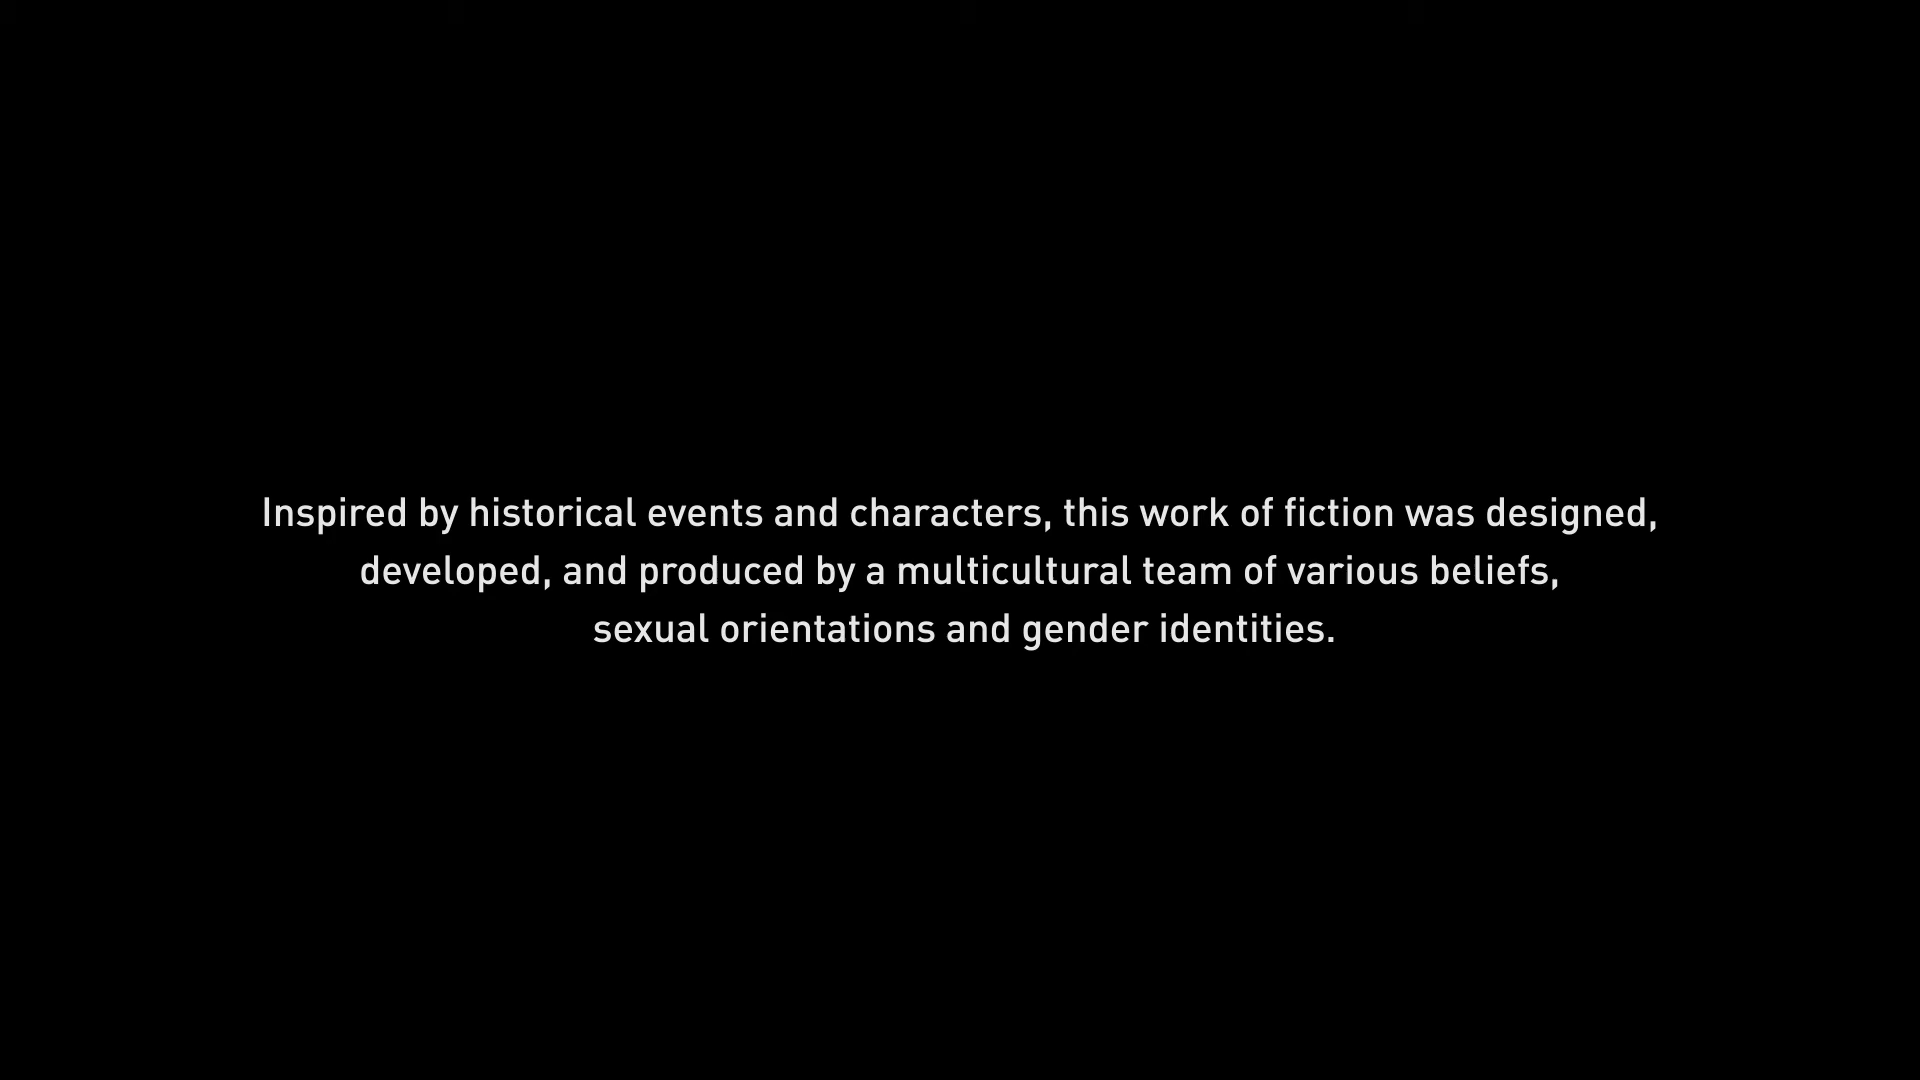 Inspired by historical events and characters, this work of fiction was designed,
developed, and produced by a multicultural team of various beliefs,
sexual orientations and gender identities.